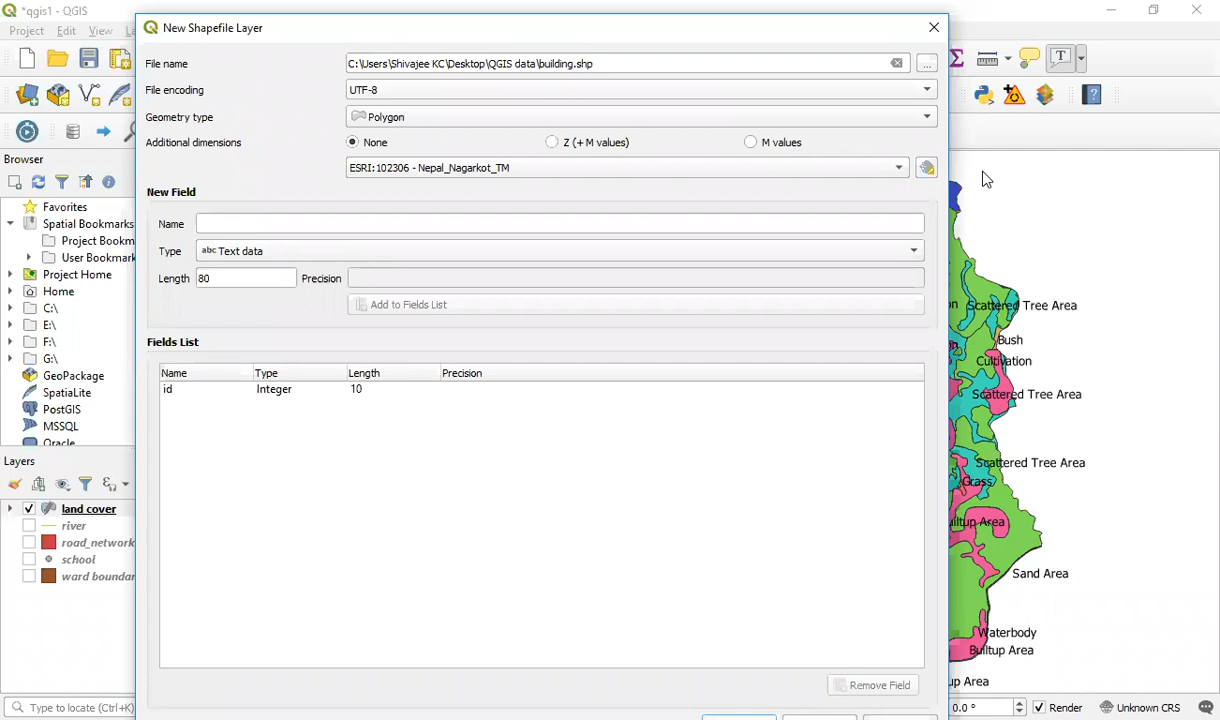 *qgis1 - QGIS
Project Edit View
New Shapefile Layer
File name C:\Users\Shivajee KC\Desktop\QGIS data\building.shp ...
File encoding UTF-8
Geometry type Polygon
Additional dimensions None Z (+ M values) M values
ESRI:102306 - Nepal_Nagarkot_TM
New Field
Name
Type abc Text data
Length 80 Precision
Add to Fields List
Fields List
Name Type Length Precision
id Integer 10
Remove Field
Browser
Favorites
Spatial Bookmarks
Project Bookm
User Bookmark
Project Home
Home
C:\
E:\
F:\
G:\
GeoPackage
SpatiaLite
PostGIS
MSSQL
Oracle
Layers
land cover
river
road_network
school
ward bounda
Scattered Tree Area
Bush
Cultivation
Scattered Tree Area
Scattered Tree Area
Grass
uiltup Area
Sand Area
Waterbody
Builtup Area
up Area
Type to locate (Ctrl+K)
0.0 ° Render Unknown CRS